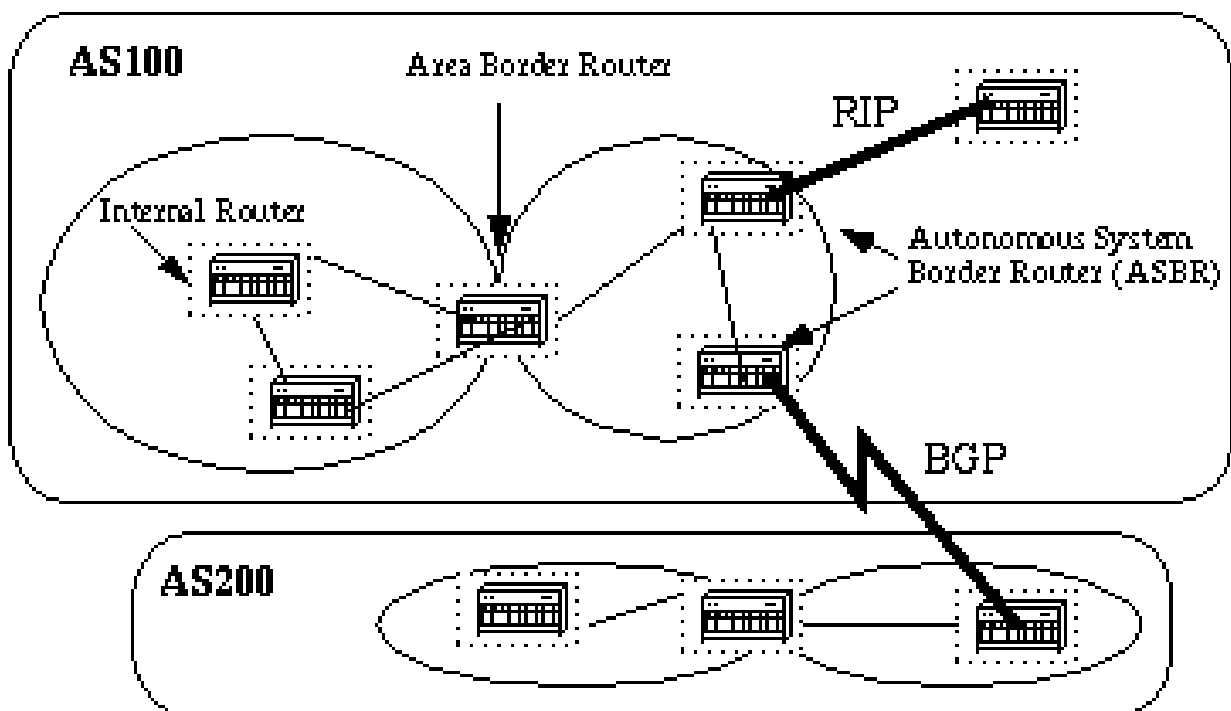 AS100
Area Border Router
RIP
Internal Router
Autonomous System
Border Router (ASBR)
BGP
AS200